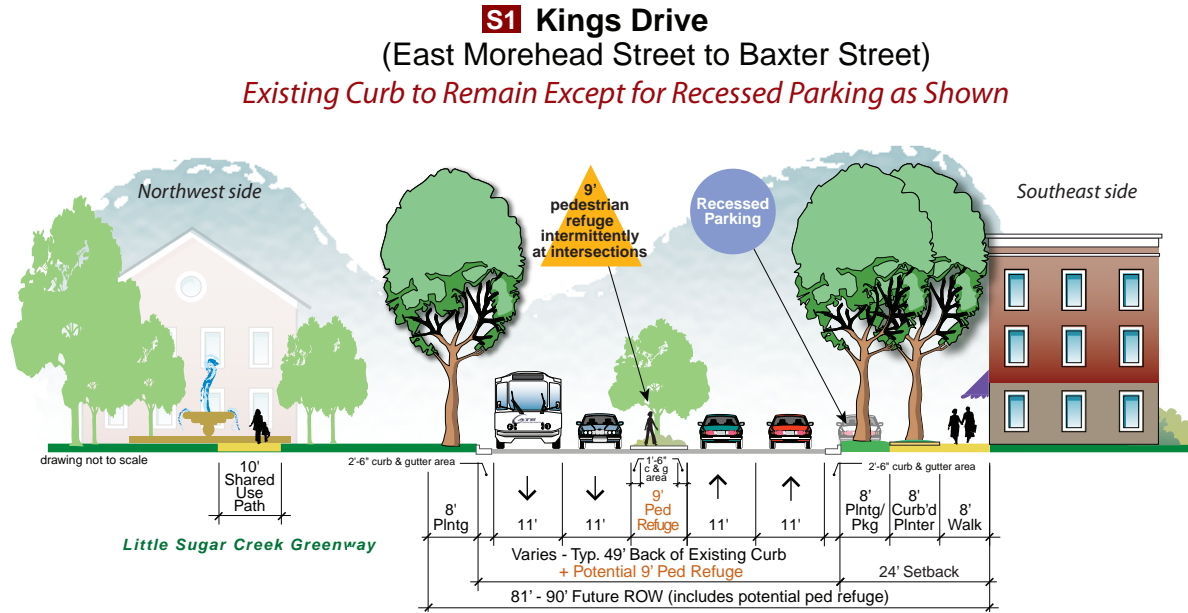 S1 Kings Drive
(East Morehead Street to Baxter Street)
Existing Curb to Remain Except for Recessed Parking as Shown
Northwest side
9'
pedestrian
refuge
intermittently
at intersections
Recessed
Parking
Southeast side
drawing not to scale
10'
Shared
Use
Path
Little Sugar Creek Greenway
2'-6" curb & gutter area
1'-6"
c & g
area
2'-6" curb & gutter area
8'
Plntg
11'
11'
9'
Ped
Refuge
11'
11'
8'
Plntg/
Pkg
8'
Curb'd
Plnter
8'
Walk
Varies - Typ. 49' Back of Existing Curb
+ Potential 9' Ped Refuge
24' Setback
81' - 90' Future ROW (includes potential ped refuge)